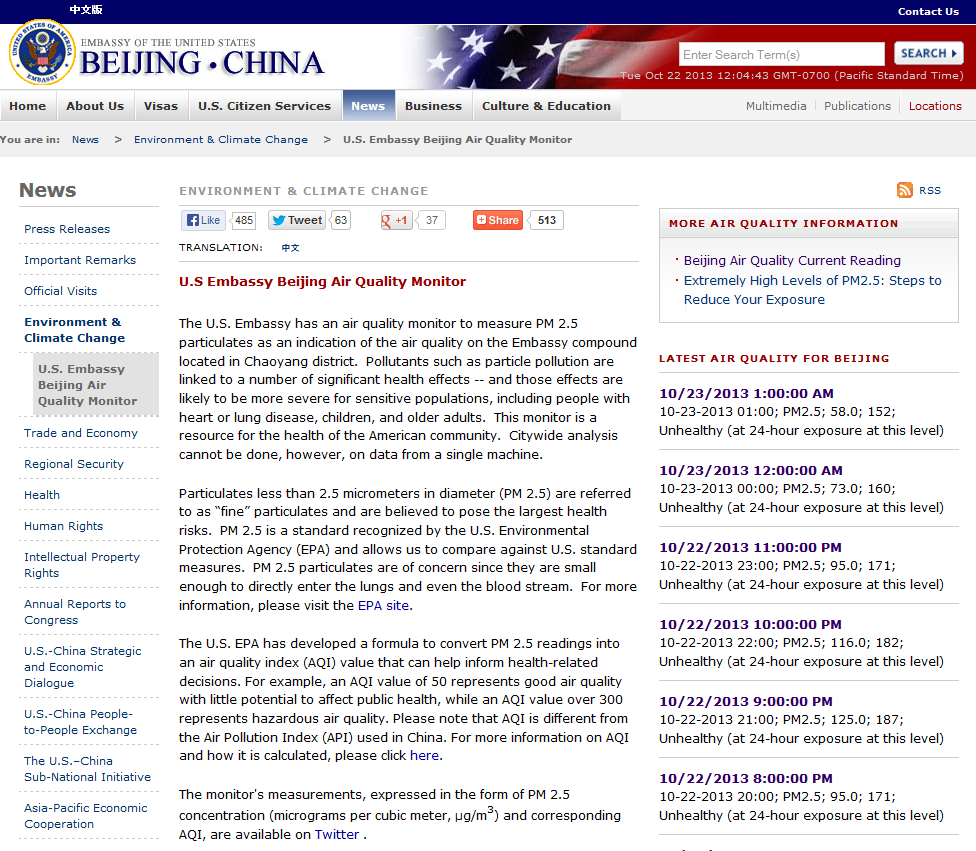 中文版
Contact Us
EMBASSY OF THE UNITED STATES
BEIJING · CHINA
Enter Search Term(s)
SEARCH
Tue Oct 22 2013 12:04:43 GMT-0700 (Pacific Standard Time)
Home About Us Visas U.S. Citizen Services News Business Culture & Education Multimedia Publications Locations
You are in: News > Environment & Climate Change > U.S. Embassy Beijing Air Quality Monitor
News
Press Releases
Important Remarks
Official Visits
Environment &
Climate Change
U.S. Embassy
Beijing Air
Quality Monitor
Trade and Economy
Regional Security
Health
Human Rights
Intellectual Property
Rights
Annual Reports to
Congress
U.S.-China Strategic
and Economic
Dialogue
U.S.-China People-
to-People Exchange
The U.S.–China
Sub-National Initiative
Asia-Pacific Economic
Cooperation
ENVIRONMENT & CLIMATE CHANGE
Like 485 Tweet 63 +1 37 Share 513
TRANSLATION: 中文
U.S Embassy Beijing Air Quality Monitor
The U.S. Embassy has an air quality monitor to measure PM 2.5
particulates as an indication of the air quality on the Embassy compound
located in Chaoyang district. Pollutants such as particle pollution are
linked to a number of significant health effects -- and those effects are
likely to be more severe for sensitive populations, including people with
heart or lung disease, children, and older adults. This monitor is a
resource for the health of the American community. Citywide analysis
cannot be done, however, on data from a single machine.
Particulates less than 2.5 micrometers in diameter (PM 2.5) are referred
to as “fine” particulates and are believed to pose the largest health
risks. PM 2.5 is a standard recognized by the U.S. Environmental
Protection Agency (EPA) and allows us to compare against U.S. standard
measures. PM 2.5 particulates are of concern since they are small
enough to directly enter the lungs and even the blood stream. For more
information, please visit the EPA site.
The U.S. EPA has developed a formula to convert PM 2.5 readings into
an air quality index (AQI) value that can help inform health-related
decisions. For example, an AQI value of 50 represents good air quality
with little potential to affect public health, while an AQI value over 300
represents hazardous air quality. Please note that AQI is different from
the Air Pollution Index (API) used in China. For more information on AQI
and how it is calculated, please click here.
The monitor's measurements, expressed in the form of PM 2.5
concentration (micrograms per cubic meter, µg/m³) and corresponding
AQI, are available on Twitter .
RSS
MORE AIR QUALITY INFORMATION
· Beijing Air Quality Current Reading
· Extremely High Levels of PM2.5: Steps to
Reduce Your Exposure
LATEST AIR QUALITY FOR BEIJING
10/23/2013 1:00:00 AM
10-23-2013 01:00; PM2.5; 58.0; 152;
Unhealthy (at 24-hour exposure at this level)
10/23/2013 12:00:00 AM
10-23-2013 00:00; PM2.5; 73.0; 160;
Unhealthy (at 24-hour exposure at this level)
10/22/2013 11:00:00 PM
10-22-2013 23:00; PM2.5; 95.0; 171;
Unhealthy (at 24-hour exposure at this level)
10/22/2013 10:00:00 PM
10-22-2013 22:00; PM2.5; 116.0; 182;
Unhealthy (at 24-hour exposure at this level)
10/22/2013 9:00:00 PM
10-22-2013 21:00; PM2.5; 125.0; 187;
Unhealthy (at 24-hour exposure at this level)
10/22/2013 8:00:00 PM
10-22-2013 20:00; PM2.5; 95.0; 171;
Unhealthy (at 24-hour exposure at this level)